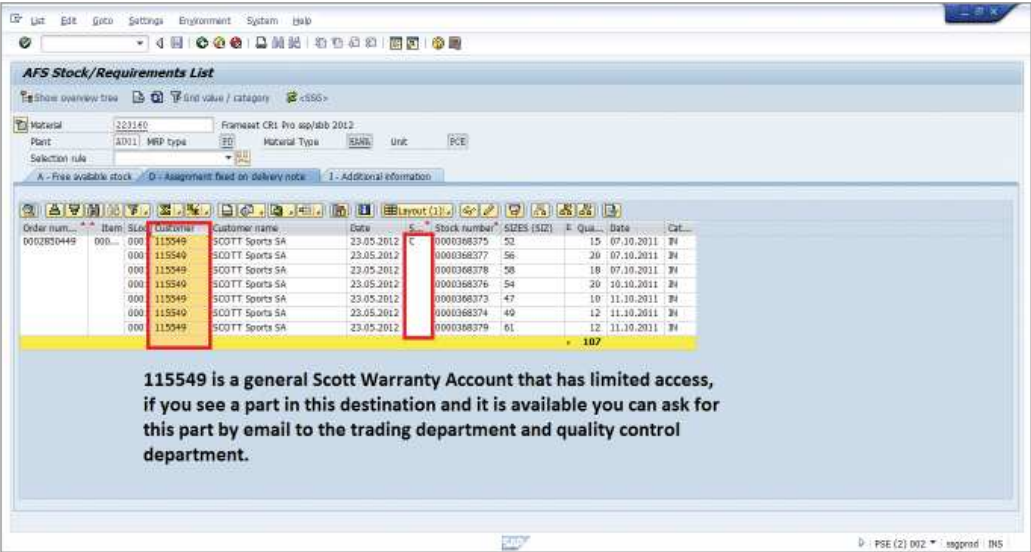 List Edit Goto Settings Environment System Help
AFS Stock/Requirements List
Show overview tree Grid value / category <SSG>
Material 223160 Frameset CR1 Pro asp/sbb 2012
Plant AD01 MRP type PD Material Type Unit PCE
Selection rule
A - Free available stock D - Assignment fixed on delivery note I - Additional information
Layout (1)
Order num... Item SLoc Customer Customer name Date S... Stock number SIZES (SIZ) Σ Qua... Date Cat...
0002850449 000... 000 115549 SCOTT Sports SA 23.05.2012 C 0000368375 52 15 07.10.2011 IN
000 115549 SCOTT Sports SA 23.05.2012 0000368377 56 20 07.10.2011 IN
000 115549 SCOTT Sports SA 23.05.2012 0000368378 58 18 07.10.2011 IN
000 115549 SCOTT Sports SA 23.05.2012 0000368376 54 20 10.10.2011 IN
000 115549 SCOTT Sports SA 23.05.2012 0000368373 47 10 11.10.2011 IN
000 115549 SCOTT Sports SA 23.05.2012 0000368374 49 12 11.10.2011 IN
000 115549 SCOTT Sports SA 23.05.2012 0000368379 61 12 11.10.2011 IN
107
115549 is a general Scott Warranty Account that has limited access,
if you see a part in this destination and it is available you can ask for
this part by email to the trading department and quality control
department.
SAP
PSE (2) 002 ssgprod INS